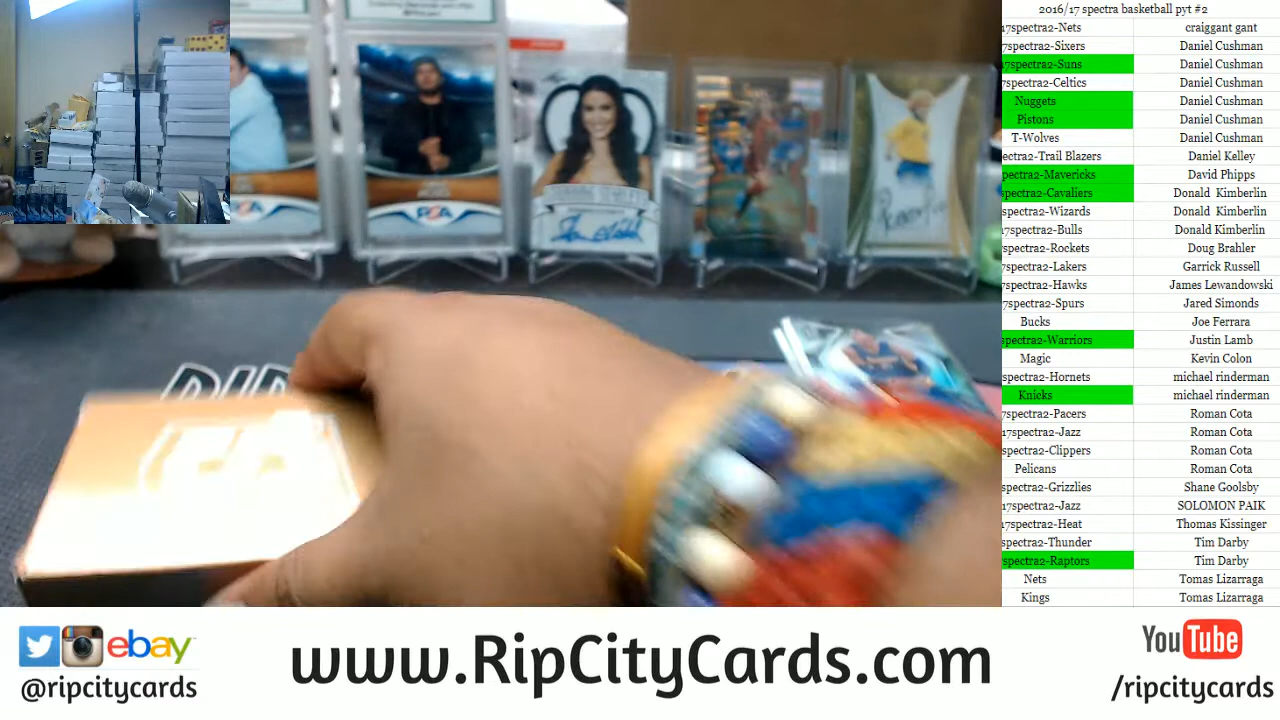 2016/17 spectra basketball pyt #2
17spectra2-Nets craiggant gant
17spectra2-Sixers Daniel Cushman
17spectra2-Suns Daniel Cushman
17spectra2-Celtics Daniel Cushman
Nuggets Daniel Cushman
Pistons Daniel Cushman
T-Wolves Daniel Cushman
spectra2-Trail Blazers Daniel Kelley
spectra2-Mavericks David Phipps
spectra2-Cavaliers Donald Kimberlin
spectra2-Wizards Donald Kimberlin
spectra2-Bulls Donald Kimberlin
spectra2-Rockets Doug Brahler
spectra2-Lakers Garrick Russell
7spectra2-Hawks James Lewandowski
7spectra2-Spurs Jared Simonds
Bucks Joe Ferrara
spectra2-Warriors Justin Lamb
Magic Kevin Colon
spectra2-Hornets michael rinderman
Knicks michael rinderman
7spectra2-Pacers Roman Cota
17spectra2-Jazz Roman Cota
spectra2-Clippers Roman Cota
Pelicans Roman Cota
spectra2-Grizzlies Shane Goolsby
17spectra2-Jazz SOLOMON PAIK
17spectra2-Heat Thomas Kissinger
spectra2-Thunder Tim Darby
spectra2-Raptors Tim Darby
Nets Tomas Lizarraga
Kings Tomas Lizarraga
PSA
RIP
ebay
@ripcitycards
www.RipCityCards.com
YouTube
/ripcitycards